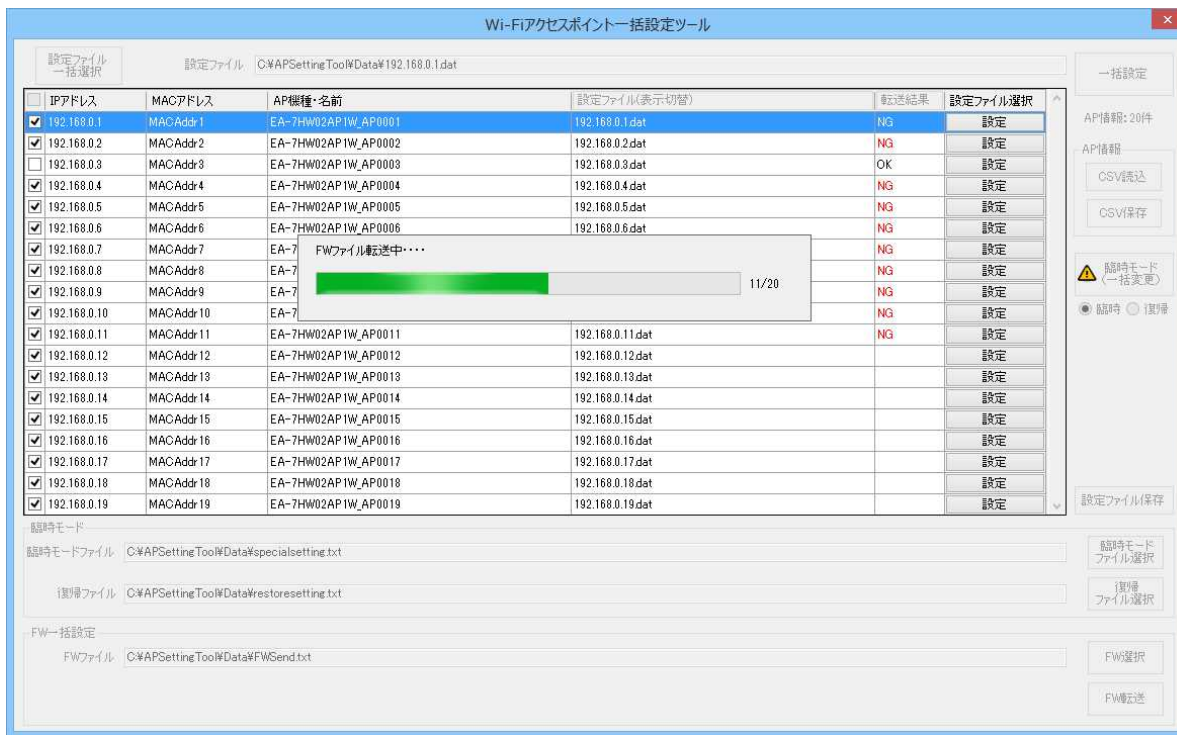 Wi-Fiアクセスポイント一括設定ツール
設定ファイル
一括選択
設定ファイル C:¥APSettingTool¥Data¥192.168.0.1.dat
一括設定
IPアドレス MACアドレス AP機種・名前 設定ファイル(表示切替) 転送結果 設定ファイル選択
192.168.0.1 MACAddr1 EA-7HW02AP1W_AP0001 192.168.0.1.dat NG 設定
192.168.0.2 MACAddr2 EA-7HW02AP1W_AP0002 192.168.0.2.dat NG 設定
192.168.0.3 MACAddr3 EA-7HW02AP1W_AP0003 192.168.0.3.dat OK 設定
192.168.0.4 MACAddr4 EA-7HW02AP1W_AP0004 192.168.0.4.dat NG 設定
192.168.0.5 MACAddr5 EA-7HW02AP1W_AP0005 192.168.0.5.dat NG 設定
192.168.0.6 MACAddr6 EA-7HW02AP1W_AP0006 192.168.0.6.dat NG 設定
192.168.0.7 MACAddr7 EA-7 NG 設定
192.168.0.8 MACAddr8 EA-7 NG 設定
192.168.0.9 MACAddr9 EA-7 NG 設定
192.168.0.10 MACAddr10 EA-7 NG 設定
192.168.0.11 MACAddr11 EA-7HW02AP1W_AP0011 192.168.0.11.dat NG 設定
192.168.0.12 MACAddr12 EA-7HW02AP1W_AP0012 192.168.0.12.dat 設定
192.168.0.13 MACAddr13 EA-7HW02AP1W_AP0013 192.168.0.13.dat 設定
192.168.0.14 MACAddr14 EA-7HW02AP1W_AP0014 192.168.0.14.dat 設定
192.168.0.15 MACAddr15 EA-7HW02AP1W_AP0015 192.168.0.15.dat 設定
192.168.0.16 MACAddr16 EA-7HW02AP1W_AP0016 192.168.0.16.dat 設定
192.168.0.17 MACAddr17 EA-7HW02AP1W_AP0017 192.168.0.17.dat 設定
192.168.0.18 MACAddr18 EA-7HW02AP1W_AP0018 192.168.0.18.dat 設定
192.168.0.19 MACAddr19 EA-7HW02AP1W_AP0019 192.168.0.19.dat 設定
FWファイル転送中・・・・
11/20
AP情報:20件
AP情報
CSV読込
CSV保存
臨時モード
(一括変更)
臨時 復帰
設定ファイル保存
臨時モード
臨時モードファイル C:¥APSettingTool¥Data¥specialsetting.txt
臨時モード
ファイル選択
復帰ファイル C:¥APSettingTool¥Data¥restoresetting.txt
復帰
ファイル選択
FW一括設定
FWファイル C:¥APSettingTool¥Data¥FWSend.txt
FW選択
FW転送